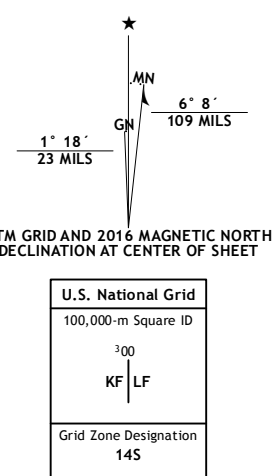 ★
MN
GN
6° 8´
109 MILS
1° 18´
23 MILS
TM GRID AND 2016 MAGNETIC NORTH
DECLINATION AT CENTER OF SHEET
U.S. National Grid
100,000-m Square ID
³00
KF LF
Grid Zone Designation
14S